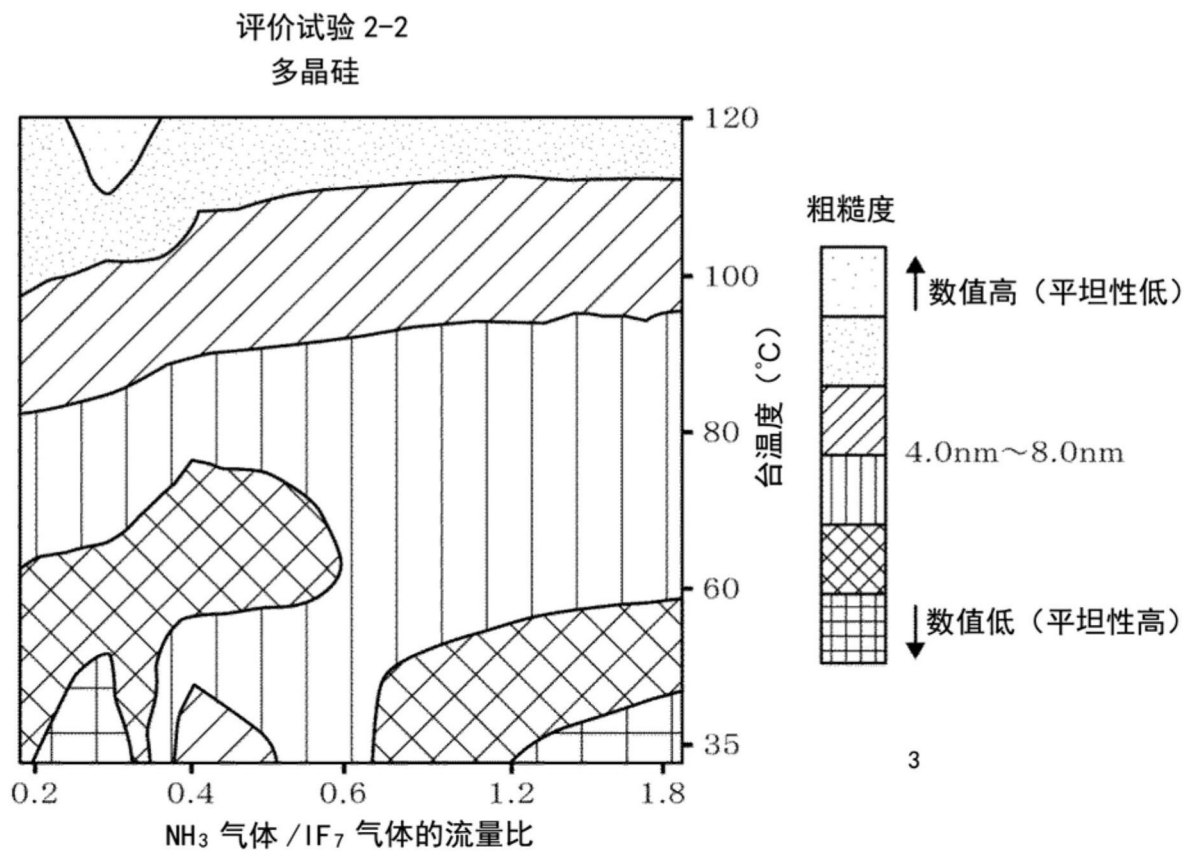 评价试验 2-2
多晶硅
120
100
80
60
35
台温度（℃）
0.2 0.4 0.6 1.2 1.8
NH₃ 气体 /IF₇ 气体的流量比
粗糙度
数值高（平坦性低）
4.0nm～8.0nm
数值低（平坦性高）
3